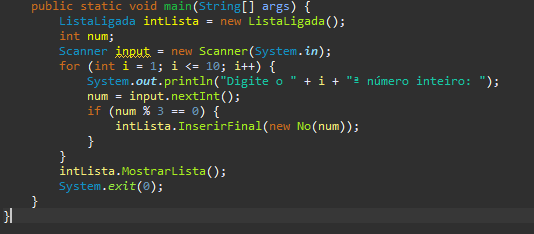 public static void main(String[] args) {
ListaLigada intLista = new ListaLigada();
int num;
Scanner input = new Scanner(System.in);
for (int i = 1; i <= 10; i++) {
System.out.println("Digite o " + i + "ª número inteiro: ");
num = input.nextInt();
if (num % 3 == 0) {
intLista.InserirFinal(new No(num));
}
}
intLista.MostrarLista();
System.exit(0);
}
}